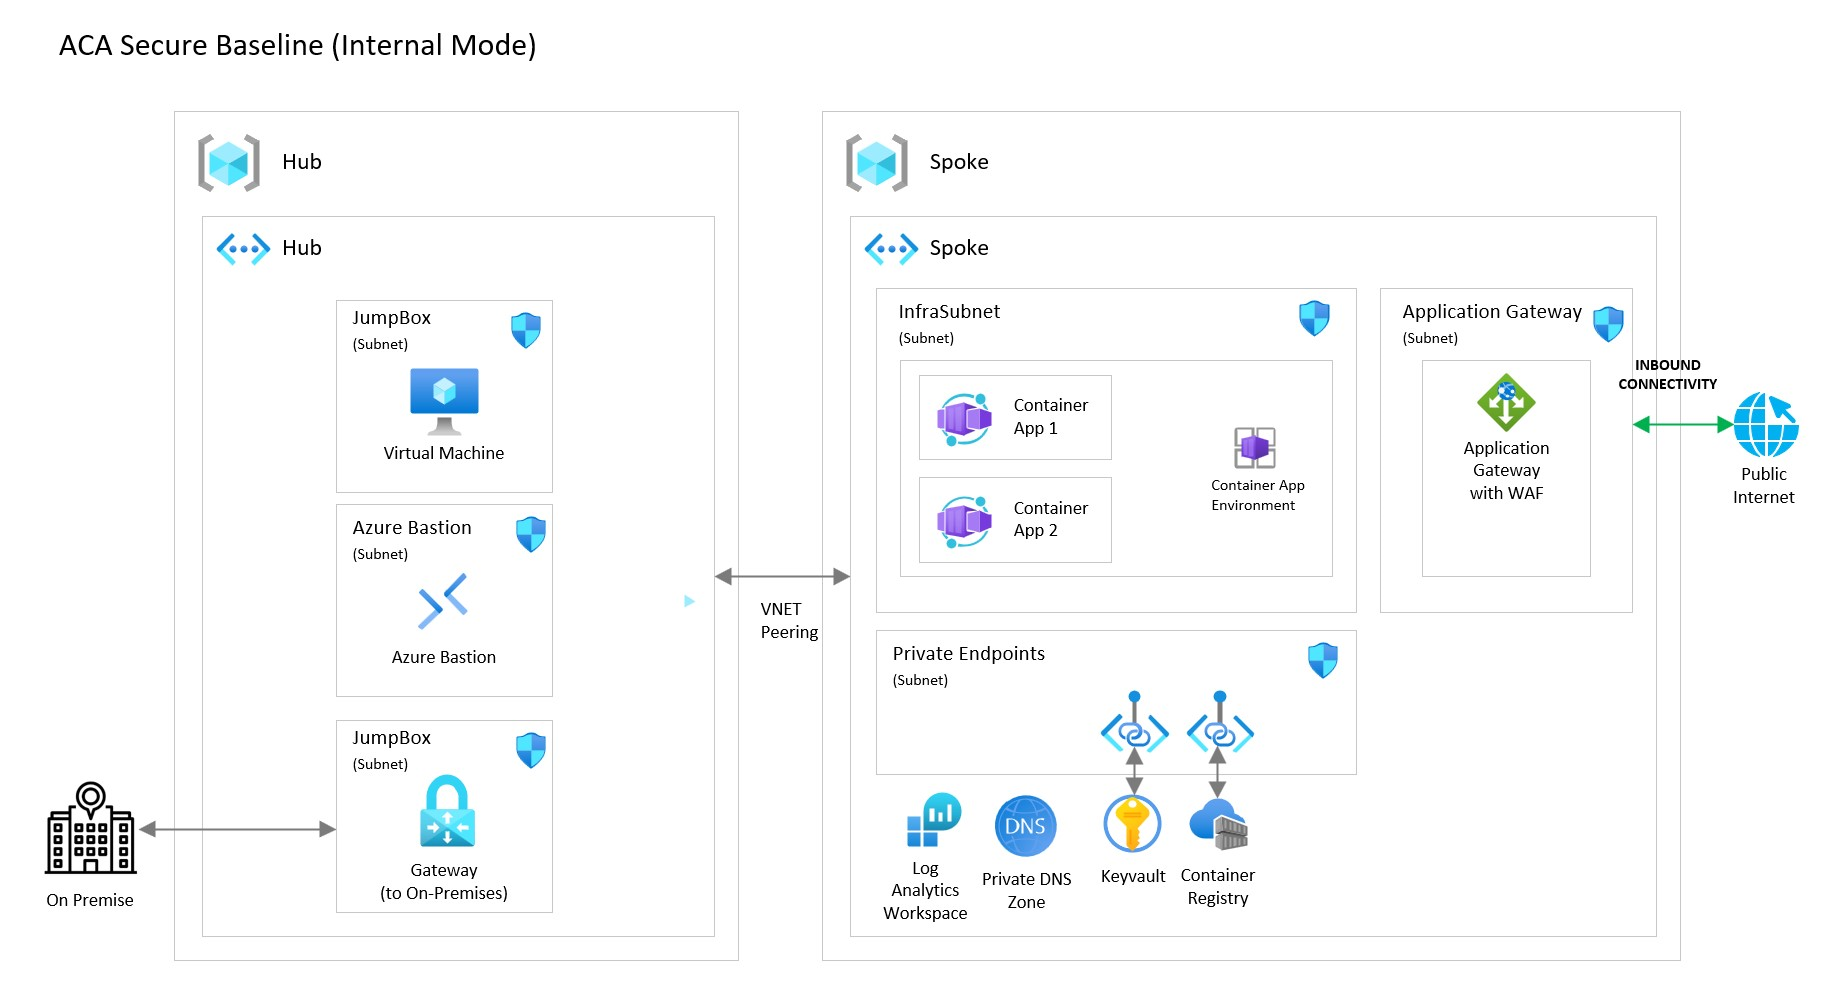 ACA Secure Baseline (Internal Mode)
Hub
Hub
JumpBox
(Subnet)
Virtual Machine
Azure Bastion
(Subnet)
Azure Bastion
JumpBox
(Subnet)
Gateway
(to On-Premises)
On Premise
VNET
Peering
Spoke
Spoke
InfraSubnet
(Subnet)
Container
App 1
Container
App 2
Container App
Environment
Application Gateway
(Subnet)
Application
Gateway
with WAF
INBOUND
CONNECTIVITY
Public
Internet
Private Endpoints
(Subnet)
Log
Analytics
Workspace
DNS
Private DNS
Zone
Keyvault
Container
Registry